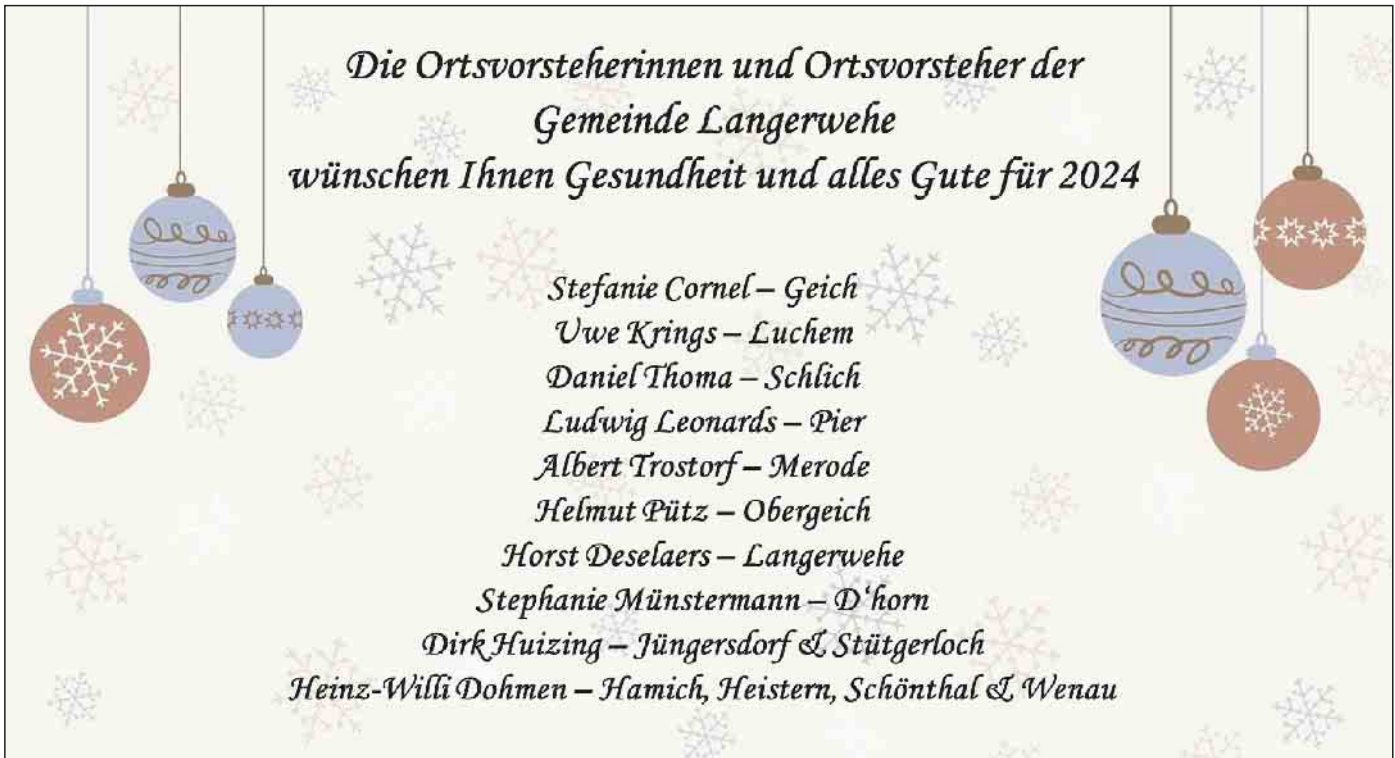 Die Ortsvorsteherinnen und Ortsvorsteher der
Gemeinde Langerwehe
wünschen Ihnen Gesundheit und alles Gute für 2024
Stefanie Cornel – Geich
Uwe Krings – Luchem
Daniel Thoma – Schlich
Ludwig Leonards – Pier
Albert Trostorf – Merode
Helmut Pütz – Obergeich
Horst Deselaers – Langerwehe
Stephanie Münstermann – D‘horn
Dirk Huizing – Jüngersdorf & Stütgerloch
Heinz-Willi Dohmen – Hamich, Heistern, Schönthal & Wenau